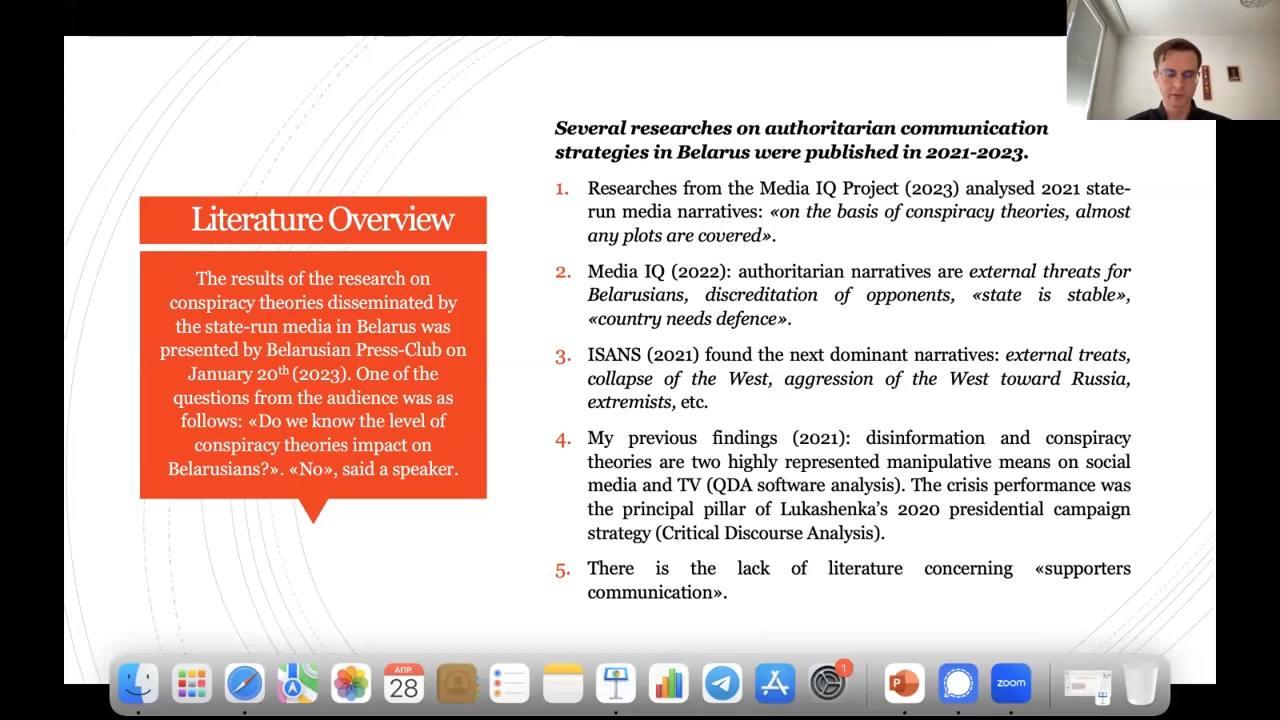 Literature Overview
The results of the research on
conspiracy theories disseminated by
the state-run media in Belarus was
presented by Belarusian Press-Club on
January 20th (2023). One of the
questions from the audience was as
follows: «Do we know the level of
conspiracy theories impact on
Belarusians?». «No», said a speaker.
Several researches on authoritarian communication
strategies in Belarus were published in 2021-2023.
1. Researches from the Media IQ Project (2023) analysed 2021 state-
run media narratives: «on the basis of conspiracy theories, almost
any plots are covered».
2. Media IQ (2022): authoritarian narratives are external threats for
Belarusians, discreditation of opponents, «state is stable»,
«country needs defence».
3. ISANS (2021) found the next dominant narratives: external treats,
collapse of the West, aggression of the West toward Russia,
extremists, etc.
4. My previous findings (2021): disinformation and conspiracy
theories are two highly represented manipulative means on social
media and TV (QDA software analysis). The crisis performance was
the principal pillar of Lukashenka's 2020 presidential campaign
strategy (Critical Discourse Analysis).
5. There is the lack of literature concerning «supporters
communication».
АПР.
28
1
P
zoom